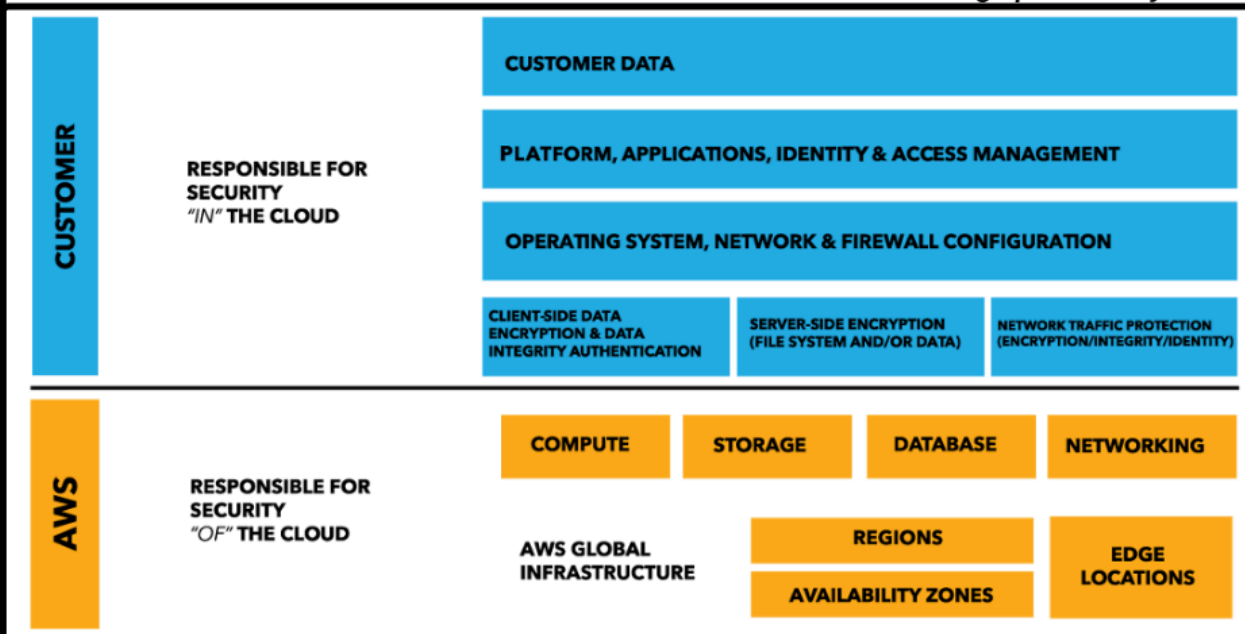 CUSTOMER
RESPONSIBLE FOR
SECURITY
"IN" THE CLOUD
CUSTOMER DATA
PLATFORM, APPLICATIONS, IDENTITY & ACCESS MANAGEMENT
OPERATING SYSTEM, NETWORK & FIREWALL CONFIGURATION
CLIENT-SIDE DATA
ENCRYPTION & DATA
INTEGRITY AUTHENTICATION
SERVER-SIDE ENCRYPTION
(FILE SYSTEM AND/OR DATA)
NETWORK TRAFFIC PROTECTION
(ENCRYPTION/INTEGRITY/IDENTITY)
AWS
RESPONSIBLE FOR
SECURITY
"OF" THE CLOUD
COMPUTE
STORAGE
DATABASE
NETWORKING
AWS GLOBAL
INFRASTRUCTURE
REGIONS
AVAILABILITY ZONES
EDGE
LOCATIONS